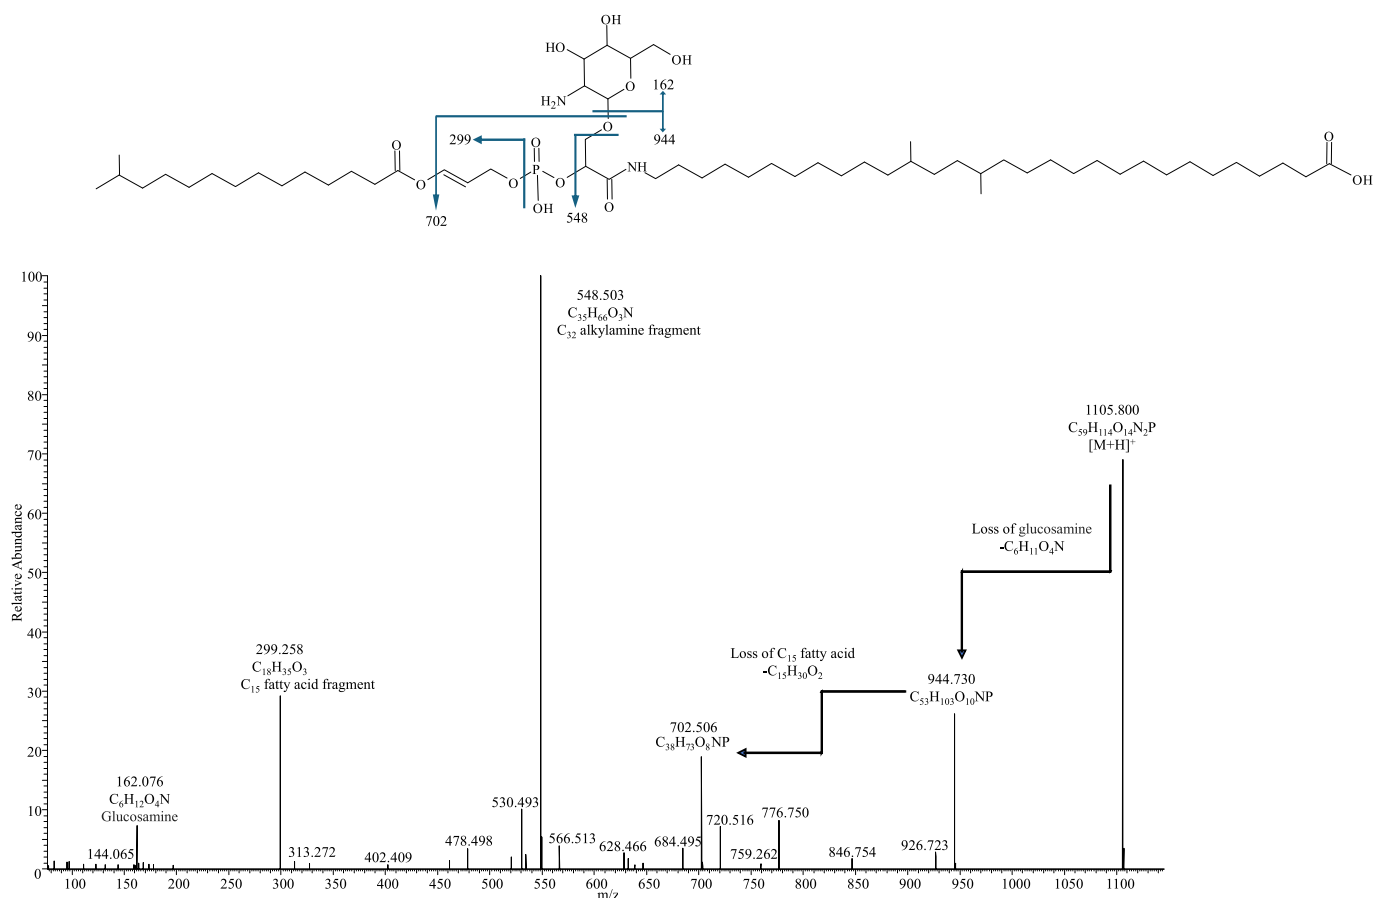 OH
HO
OH
H₂N
O
162
O
944
299
O
O
O
O
P
O
NH
O
OH
O
OH
702
548
100
90
80
70
60
50
40
30
20
10
0
Relative Abundance
548.503
C₃₅H₆₆O₃N
C₃₂ alkylamine fragment
1105.800
C₅₉H₁₁₄O₁₄N₂P
[M+H]⁺
Loss of glucosamine
-C₆H₁₁O₄N
299.258
C₁₈H₃₅O₃
C₁₅ fatty acid fragment
Loss of C₁₅ fatty acid
-C₁₅H₃₀O₂
944.730
C₅₃H₁₀₃O₁₀NP
702.506
C₃₈H₇₃O₈NP
162.076
C₆H₁₂O₄N
Glucosamine
144.065
313.272
402.409
478.498
530.493
566.513
628.466
684.495
720.516
759.262
776.750
846.754
926.723
100 150 200 250 300 350 400 450 500 550 600 650 700 750 800 850 900 950 1000 1050 1100
m/z